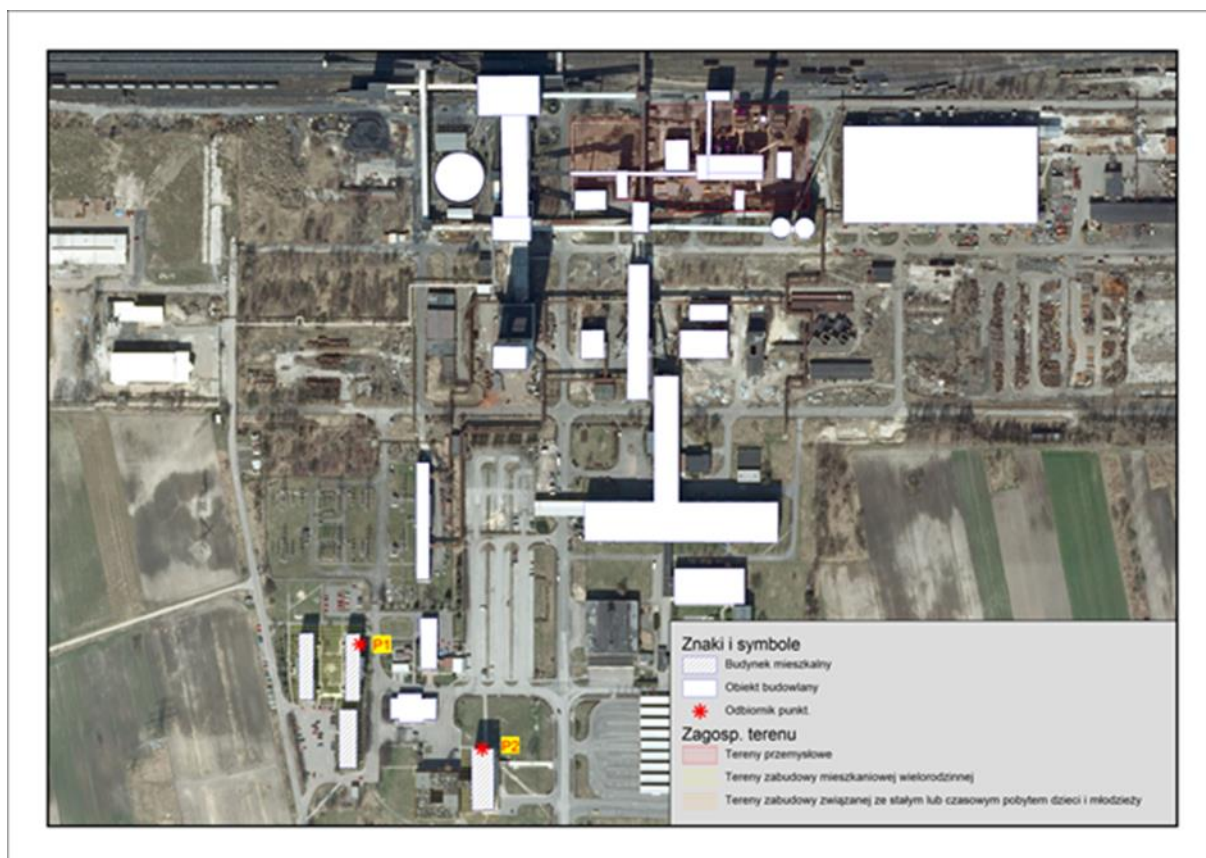 P1
P2
Znaki i symbole
Budynek mieszkalny
Obiekt budowlany
Odbiornik punkt.
Zagosp. terenu
Tereny przemysłowe
Tereny zabudowy mieszkaniowej wielorodzinnej
Tereny zabudowy związanej ze stałym lub czasowym pobytem dzieci i młodzieży